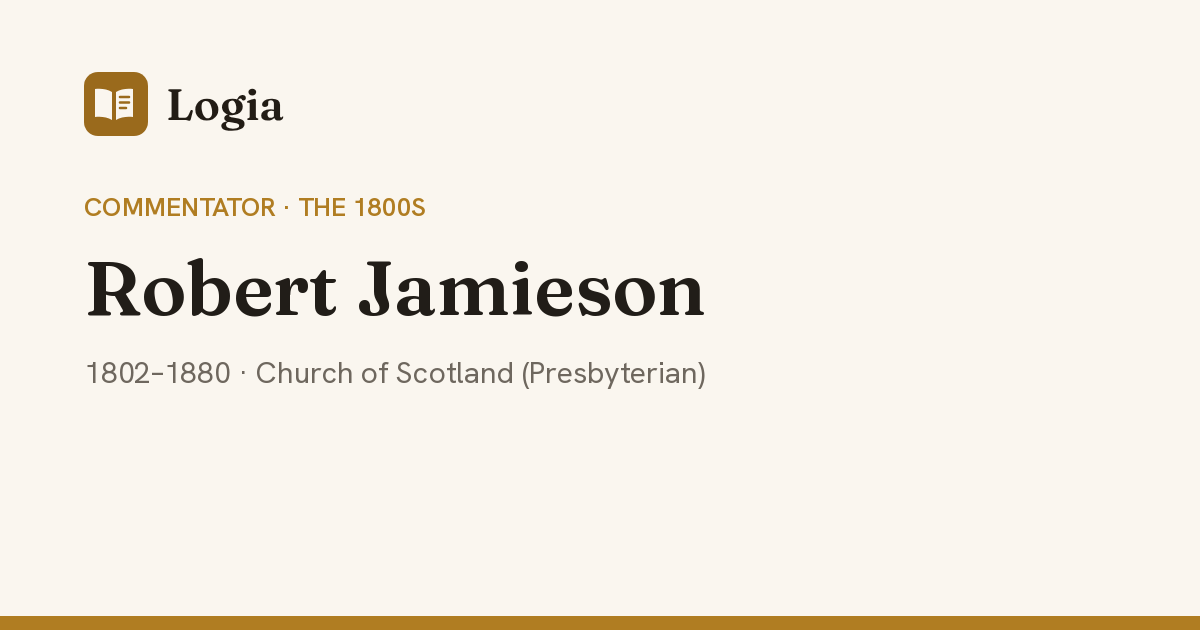 Logia
COMMENTATOR · THE 1800S
Robert Jamieson
1802–1880 · Church of Scotland (Presbyterian)